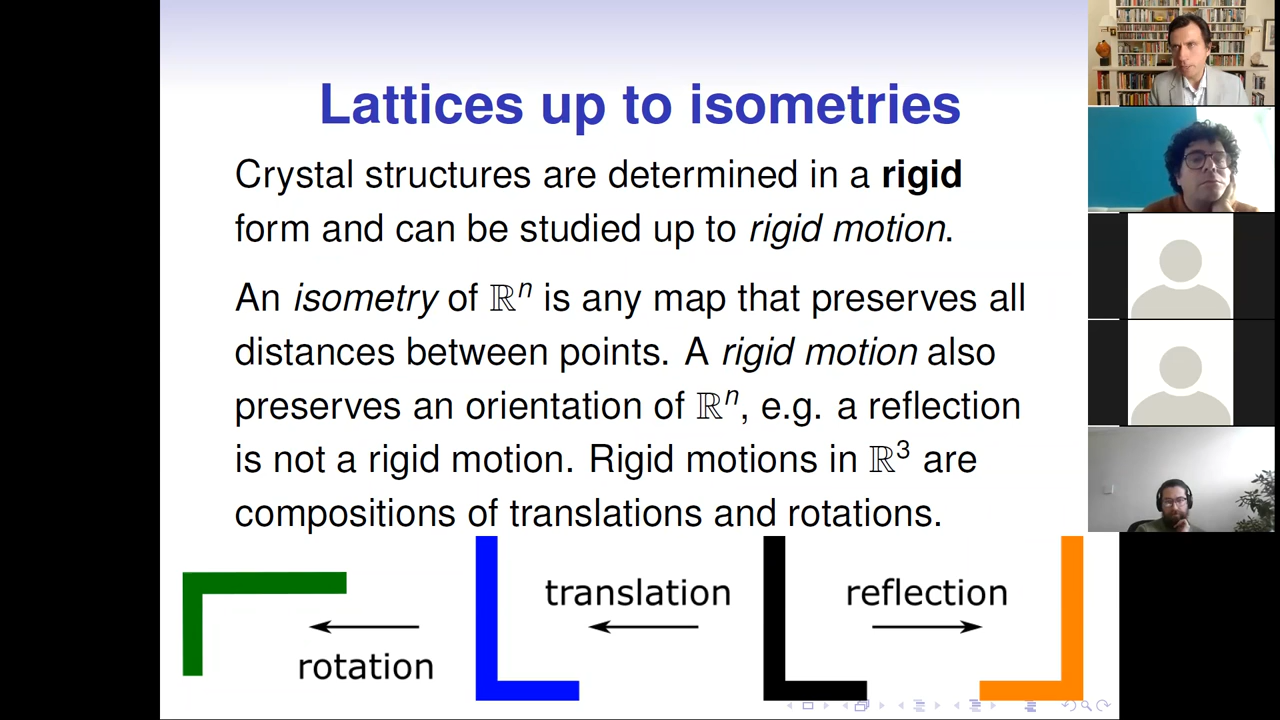 Lattices up to isometries
Crystal structures are determined in a rigid
form and can be studied up to rigid motion.
An isometry of ℝⁿ is any map that preserves all
distances between points. A rigid motion also
preserves an orientation of ℝⁿ, e.g. a reflection
is not a rigid motion. Rigid motions in ℝ³ are
compositions of translations and rotations.
translation
reflection
rotation